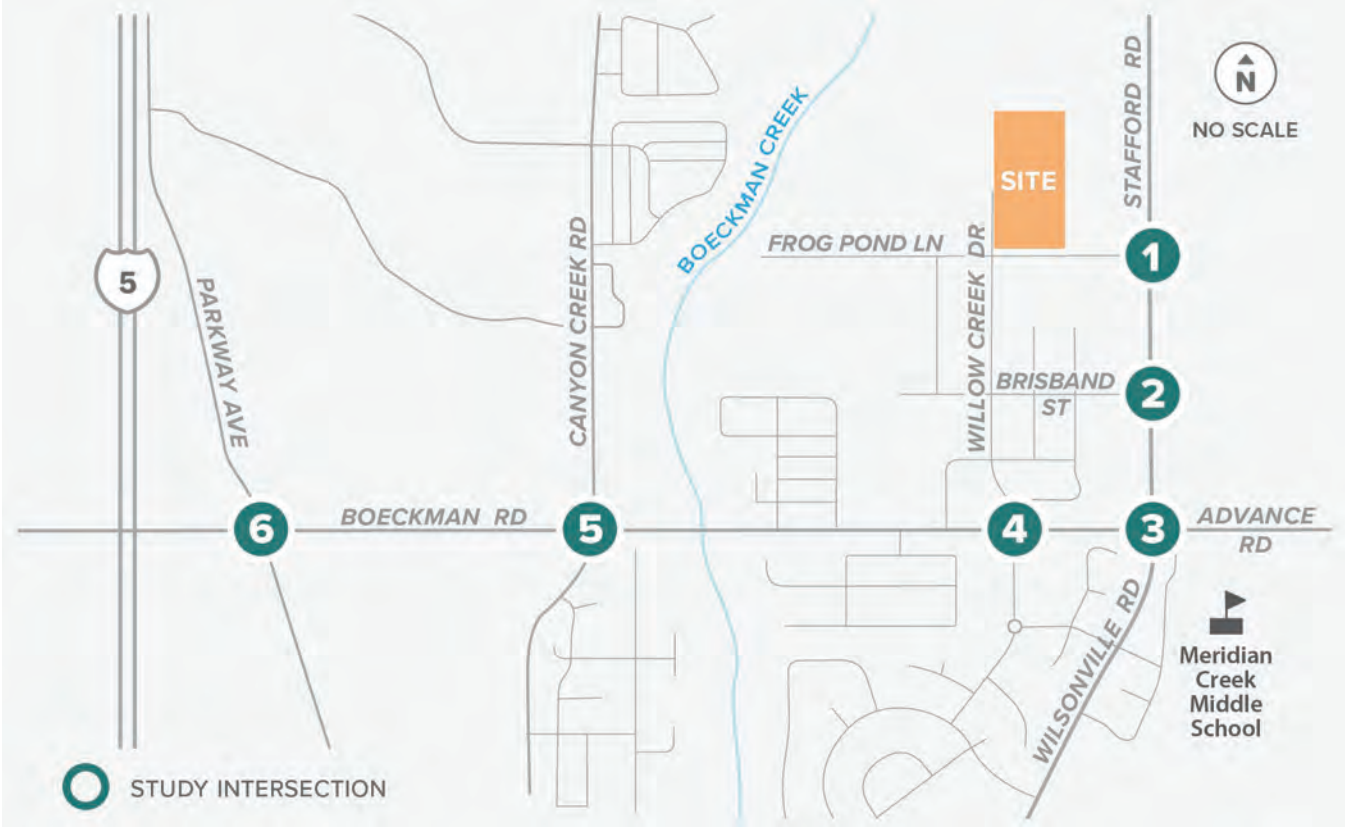 STAFFORD RD
N
NO SCALE
BOECKMAN CREEK
SITE
FROG POND LN
1
5
PARKWAY AVE
CANYON CREEK RD
WILLOW CREEK DR
BRISBAND
ST
2
6
BOECKMAN RD
5
4
3
ADVANCE
RD
WILSONVILLE RD
Meridian
Creek
Middle
School
STUDY INTERSECTION